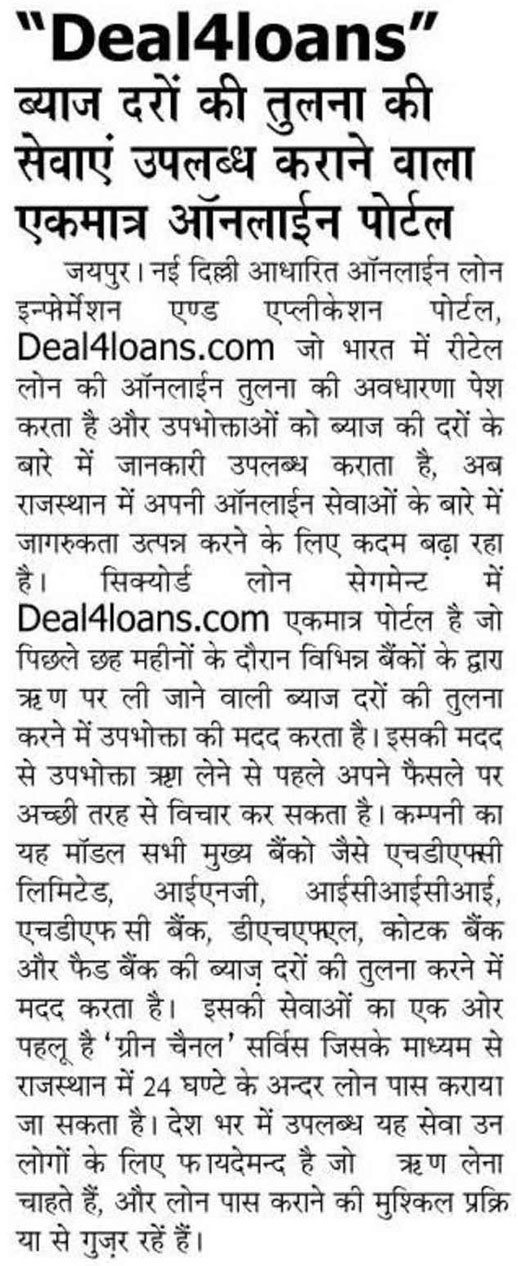 “Deal4loans”
ब्याज दरों की तुलना की
सेवाएं उपलब्ध कराने वाला
एकमात्र ऑनलाईन पोर्टल
जयपुर। नई दिल्ली आधारित ऑनलाईन लोन
इन्फोर्मेशन एण्ड एप्लीकेशन पोर्टल,
Deal4loans.com जो भारत में रीटेल
लोन की ऑनलाईन तुलना की अवधारणा पेश
करता है और उपभोक्ताओं को ब्याज की दरों के
बारे में जानकारी उपलब्ध कराता है, अब
राजस्थान में अपनी ऑनलाईन सेवाओं के बारे में
जागरुकता उत्पन्न करने के लिए कदम बढ़ा रहा
है। सिक्योर्ड लोन सेगमेन्ट में
Deal4loans.com एकमात्र पोर्टल है जो
पिछले छह महीनों के दौरान विभिन्न बैंकों के द्वारा
ऋण पर ली जाने वाली ब्याज दरों की तुलना
करने में उपभोक्ता की मदद करता है। इसकी मदद
से उपभोक्ता ऋण लेने से पहले अपने फैसले पर
अच्छी तरह से विचार कर सकता है। कम्पनी का
यह मॉडल सभी मुख्य बैंको जैसे एचडीएफसी
लिमिटेड, आईएनजी, आईसीआईसीआई,
एचडीएफ सी बैंक, डीएचएफएल, कोटक बैंक
और फैड बैंक की ब्याज़ दरों की तुलना करने में
मदद करता है। इसकी सेवाओं का एक ओर
पहलू है ‘ग्रीन चैनल’ सर्विस जिसके माध्यम से
राजस्थान में 24 घण्टे के अन्दर लोन पास कराया
जा सकता है। देश भर में उपलब्ध यह सेवा उन
लोगों के लिए फायदेमन्द है जो ऋण लेना
चाहते हैं, और लोन पास कराने की मुश्किल प्रक्रि
या से गुज़र रहें हैं।